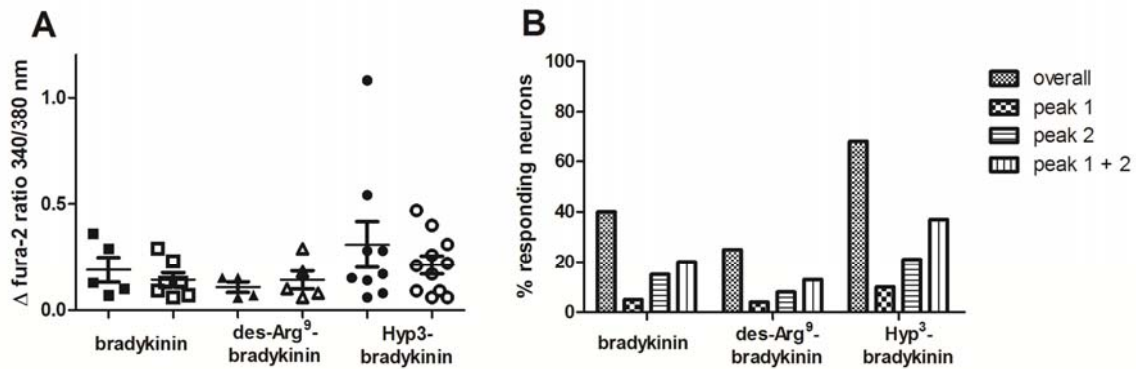 A
Δ fura-2 ratio 340/380 nm
1.0
0.5
0.0
bradykinin
des-Arg⁹-
bradykinin
Hyp3-
bradykinin
B
% responding neurons
100
80
60
40
20
0
bradykinin
des-Arg⁹-
bradykinin
Hyp³-
bradykinin
overall
peak 1
peak 2
peak 1 + 2